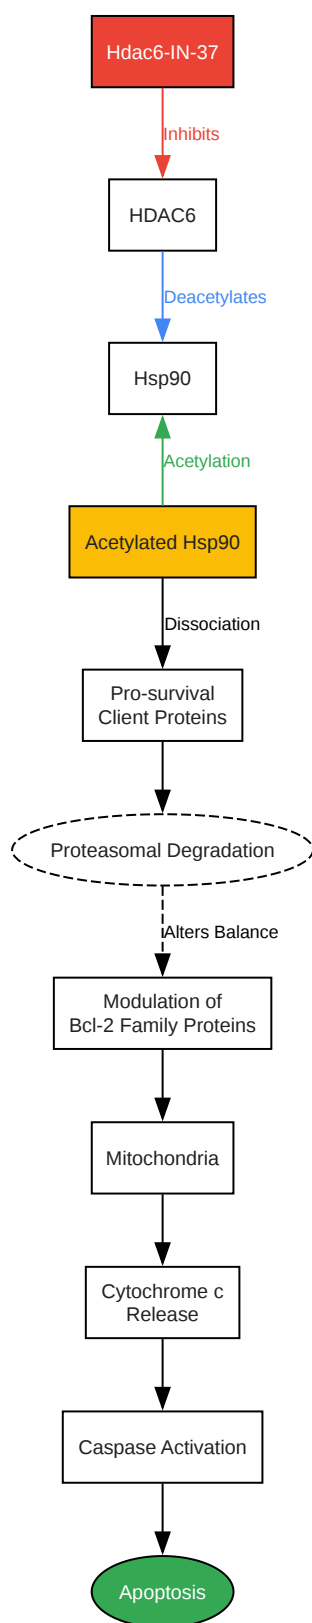 Hdac6-IN-37
Inhibits
HDAC6
Deacetylates
Hsp90
Acetylation
Acetylated Hsp90
Dissociation
Pro-survival
Client Proteins
Proteasomal Degradation
Alters Balance
Modulation of
Bcl-2 Family Proteins
Mitochondria
Cytochrome c
Release
Caspase Activation
Apoptosis